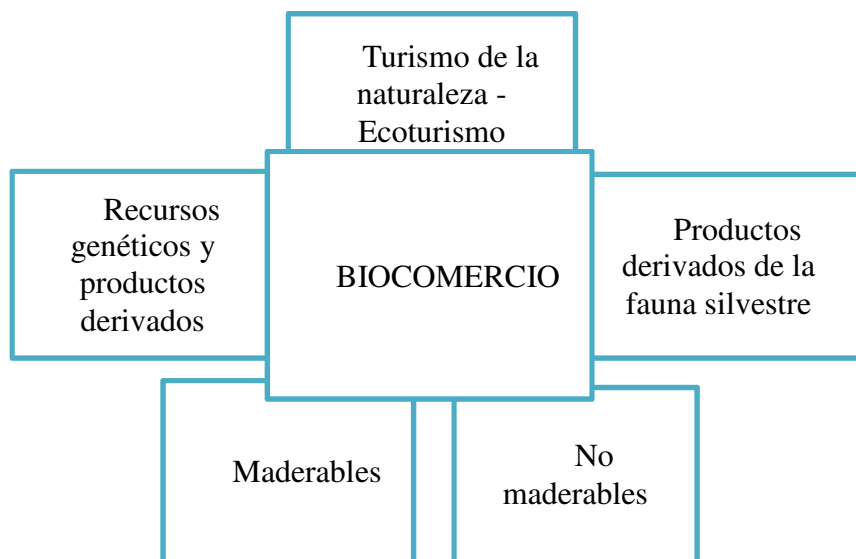 Turismo de la
naturaleza -
Ecoturismo
Recursos
genéticos y
productos
derivados
BIOCOMERCIO
Productos
derivados de la
fauna silvestre
Maderables
No
maderables